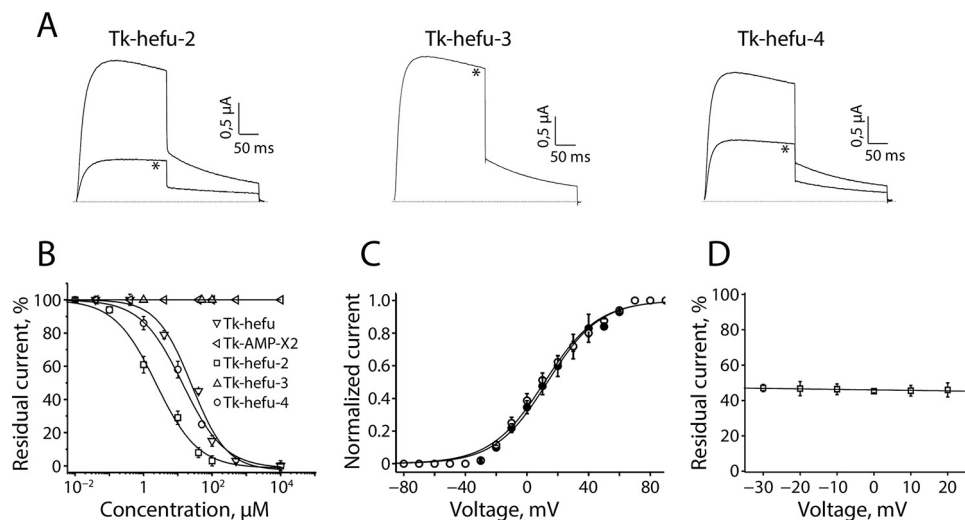 A
Tk-hefu-2
Tk-hefu-3
Tk-hefu-4
*
0,5 µA
50 ms
*
0,5 µA
50 ms
*
0,5 µA
50 ms
B
Residual current, %
100
80
60
40
20
0
10⁻²
1
10²
10⁴
Concentration, µM
Tk-hefu
Tk-AMP-X2
Tk-hefu-2
Tk-hefu-3
Tk-hefu-4
C
Normalized current
1.0
0.8
0.6
0.4
0.2
0
−80
−40
0
40
80
Voltage, mV
D
Residual current, %
100
80
60
40
20
0
−30
−20
−10
0
10
20
Voltage, mV